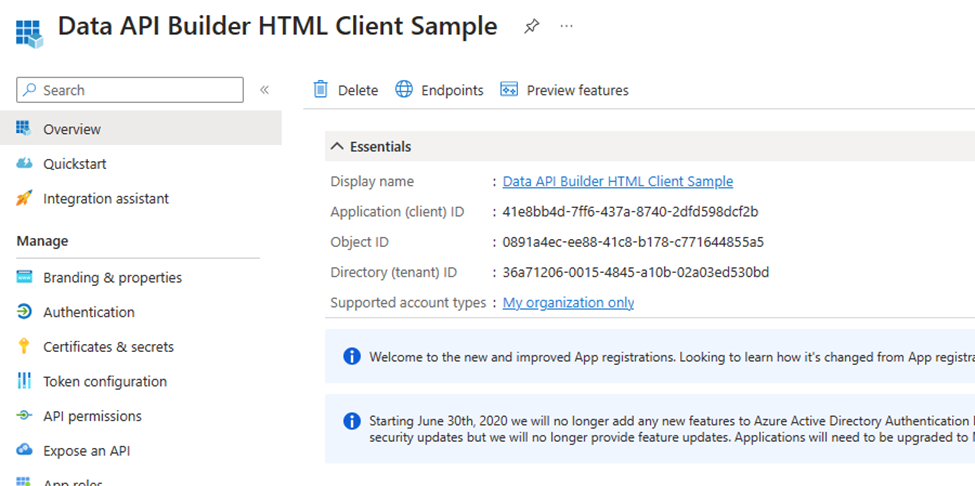 Data API Builder HTML Client Sample
Search
Delete
Endpoints
Preview features
Overview
Quickstart
Integration assistant
Manage
Branding & properties
Authentication
Certificates & secrets
Token configuration
API permissions
Expose an API
App roles
Essentials
Display name : Data API Builder HTML Client Sample
Application (client) ID : 41e8bb4d-7ff6-437a-8740-2dfd598dcf2b
Object ID : 0891a4ec-ee88-41c8-b178-c771644855a5
Directory (tenant) ID : 36a71206-0015-4845-a10b-02a03ed530bd
Supported account types : My organization only
Welcome to the new and improved App registrations. Looking to learn how it's changed from App registra
Starting June 30th, 2020 we will no longer add any new features to Azure Active Directory Authentication
security updates but we will no longer provide feature updates. Applications will need to be upgraded to